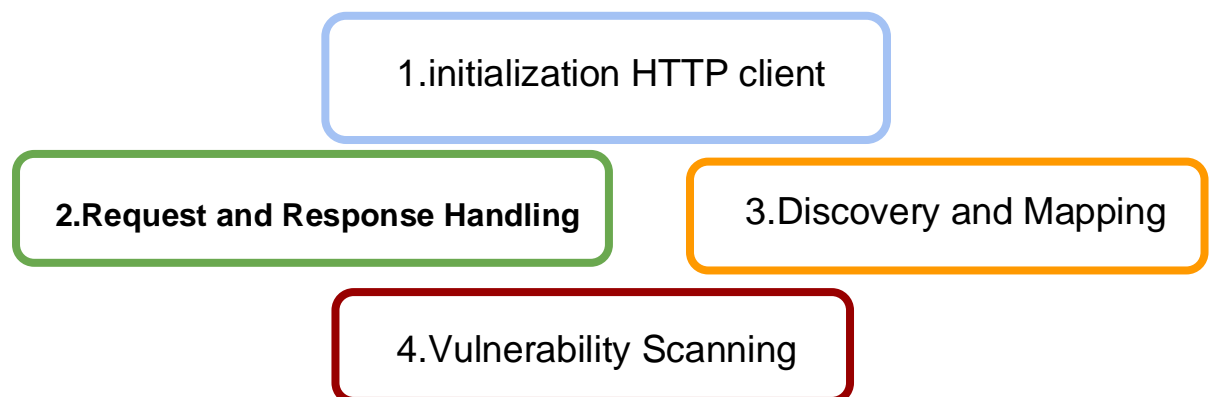 1.initialization HTTP client
2.Request and Response Handling
3.Discovery and Mapping
4.Vulnerability Scanning